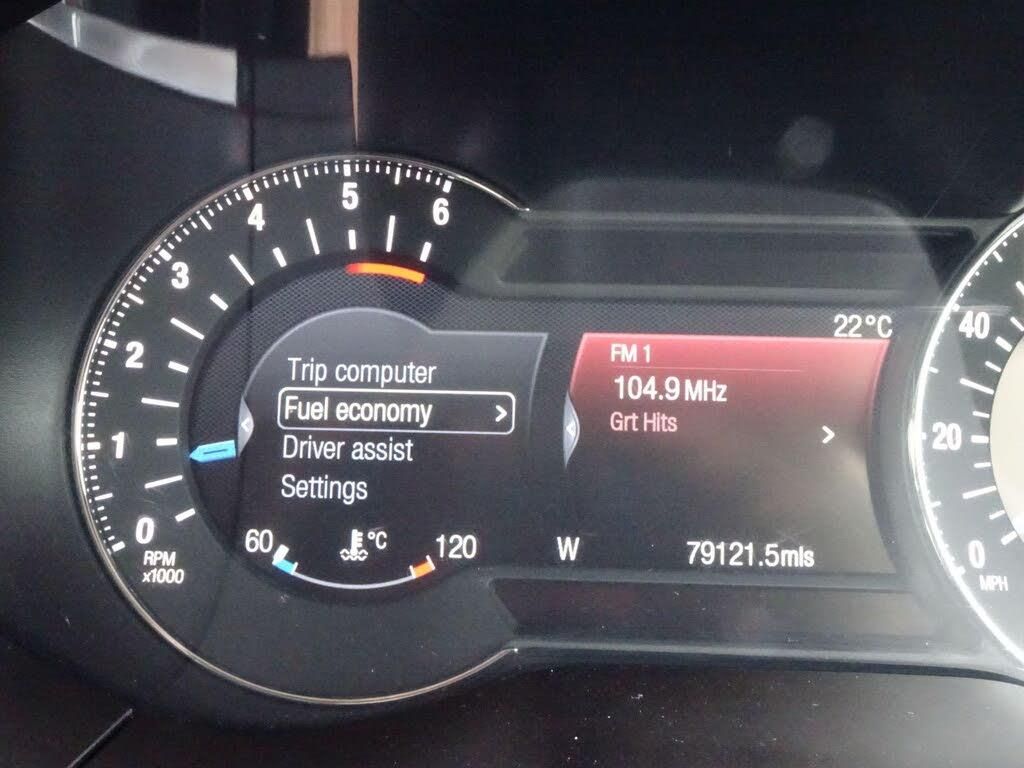 0
1
2
3
4
5
6
RPM
x1000
Trip computer
Fuel economy >
Driver assist
Settings
60
°C
120
22°C
FM 1
104.9 MHz
Grt Hits
>
W
79121.5mls
40
20
0
MPH